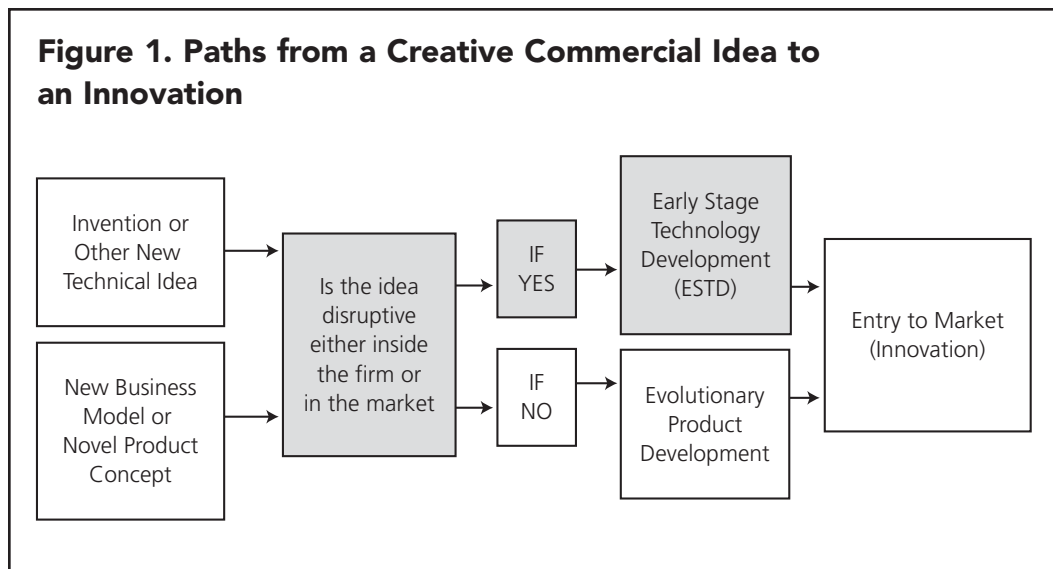 Figure 1. Paths from a Creative Commercial Idea to
an Innovation
Invention or
Other New
Technical Idea
New Business
Model or
Novel Product
Concept
Is the idea
disruptive
either inside
the firm or
in the market
IF
YES
IF
NO
Early Stage
Technology
Development
(ESTD)
Evolutionary
Product
Development
Entry to Market
(Innovation)